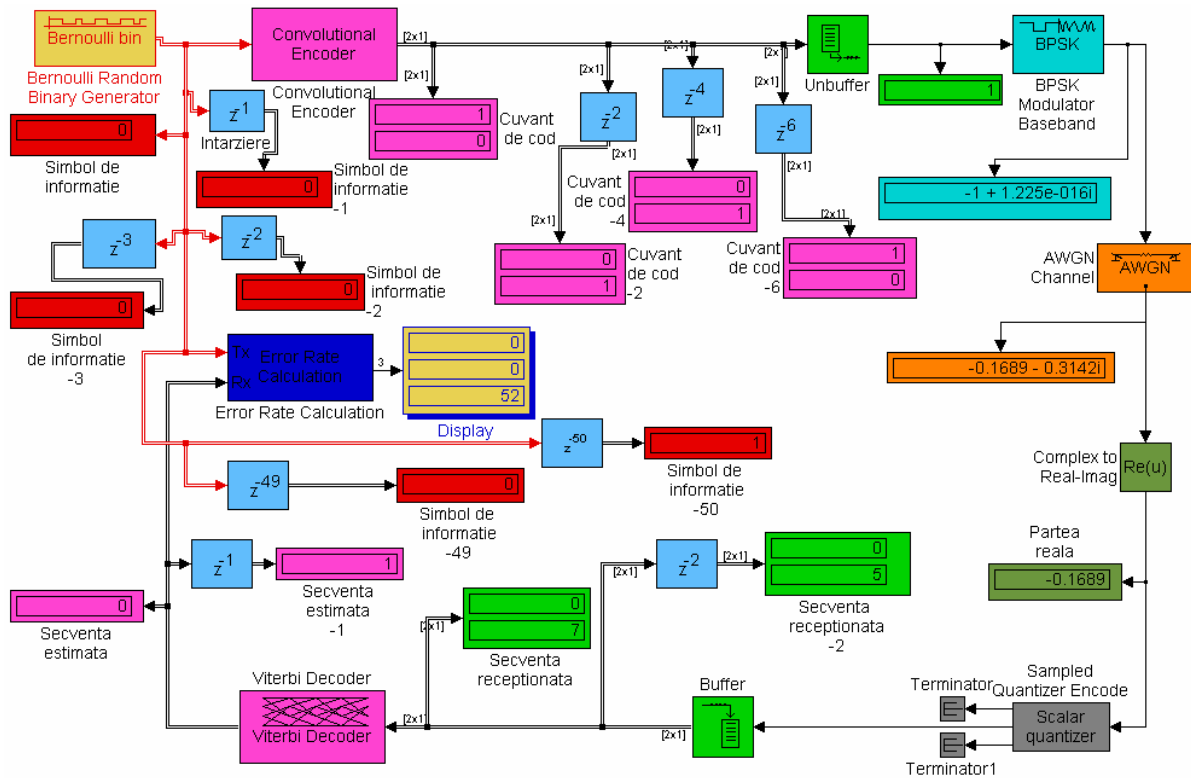 Bernoulli bin
Bernoulli Random
Binary Generator
Convolutional
Encoder
Convolutional
Encoder
[2x1]
[2x1]
[2x1]
[2x1]
[2x1]
[2x1]
Unbuffer
1
BPSK
BPSK
Modulator
Baseband
z-1
Intarziere
0
Simbol de
informatie
0
Simbol de
informatie
-1
1
0
Cuvant
de cod
z-2
z-4
z-6
[2x1]
[2x1]
[2x1]
0
1
Cuvant
de cod
-4
0
1
Cuvant
de cod
-2
1
0
Cuvant
de cod
-6
-1 + 1.225e-016i
AWGN
Channel
AWGN
z-3
z-2
0
Simbol de
informatie
-2
0
Simbol
de informatie
-3
-0.1689 - 0.3142i
Tx
Rx
Error Rate
Calculation
Error Rate Calculation
3
0
0
52
Display
z-50
1
Simbol de
informatie
-50
z-49
0
Simbol de
informatie
-49
Complex to
Real-Imag
Re(u)
Partea
reala
-0.1689
z-1
1
Secventa
estimata
-1
0
Secventa
estimata
[2x1]
z-2
[2x1]
0
5
Secventa
receptionata
-2
[2x1]
0
7
Secventa
receptionata
Viterbi Decoder
Viterbi Decoder
[2x1]
[2x1]
Buffer
Terminator
Terminator1
Sampled
Quantizer Encode
Scalar
quantizer